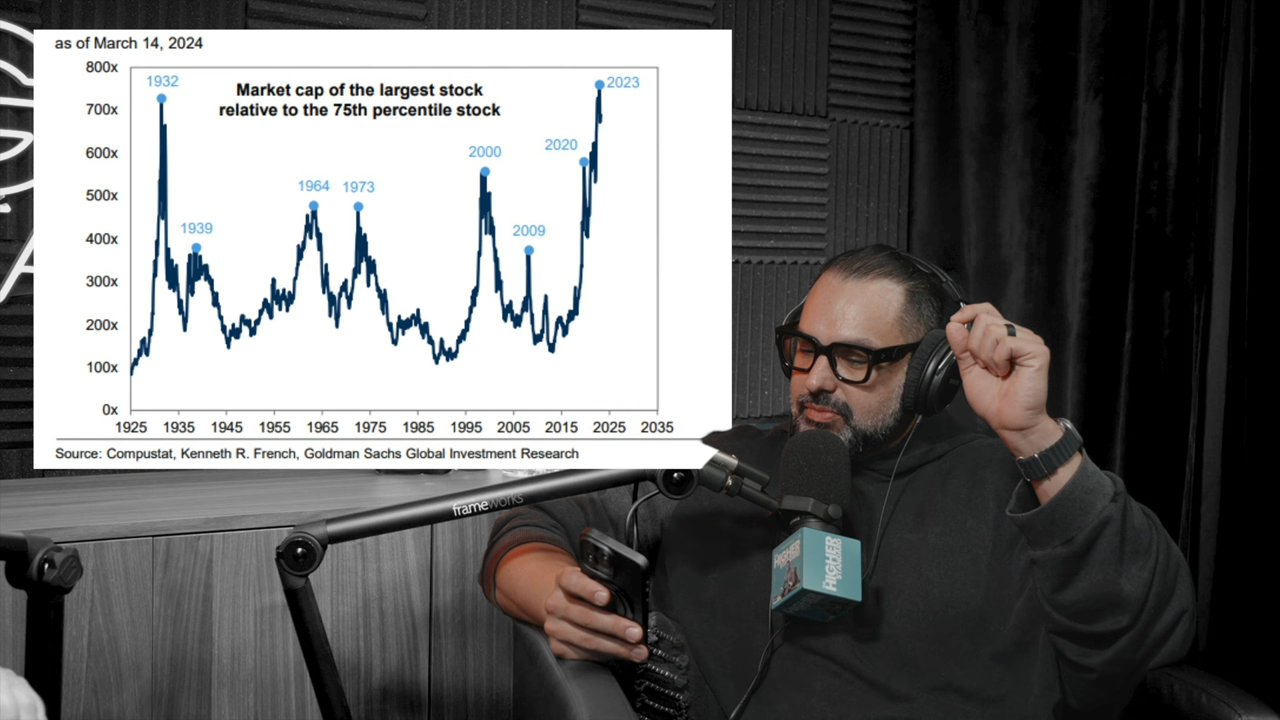 as of March 14, 2024
Market cap of the largest stock
relative to the 75th percentile stock
800x
700x
600x
500x
400x
300x
200x
100x
0x
1932
1939
1964
1973
2000
2009
2020
2023
1925 1935 1945 1955 1965 1975 1985 1995 2005 2015 2025 2035
Source: Compustat, Kenneth R. French, Goldman Sachs Global Investment Research
frameworks
HIGHER
STANDARD